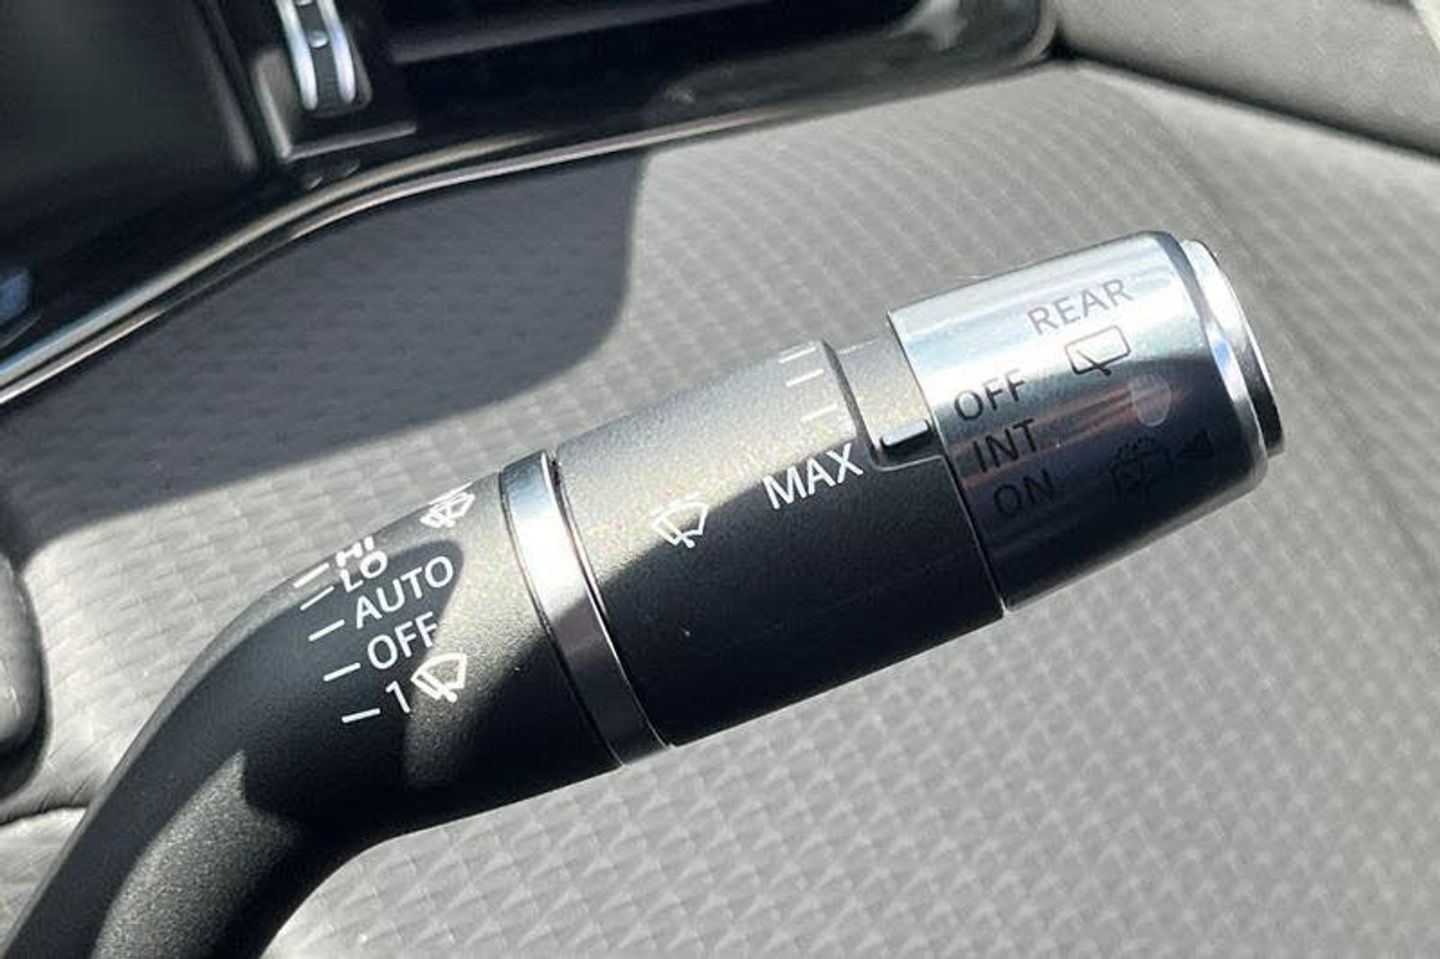 HI
LO
AUTO
OFF
1
MAX
REAR
OFF
INT
ON